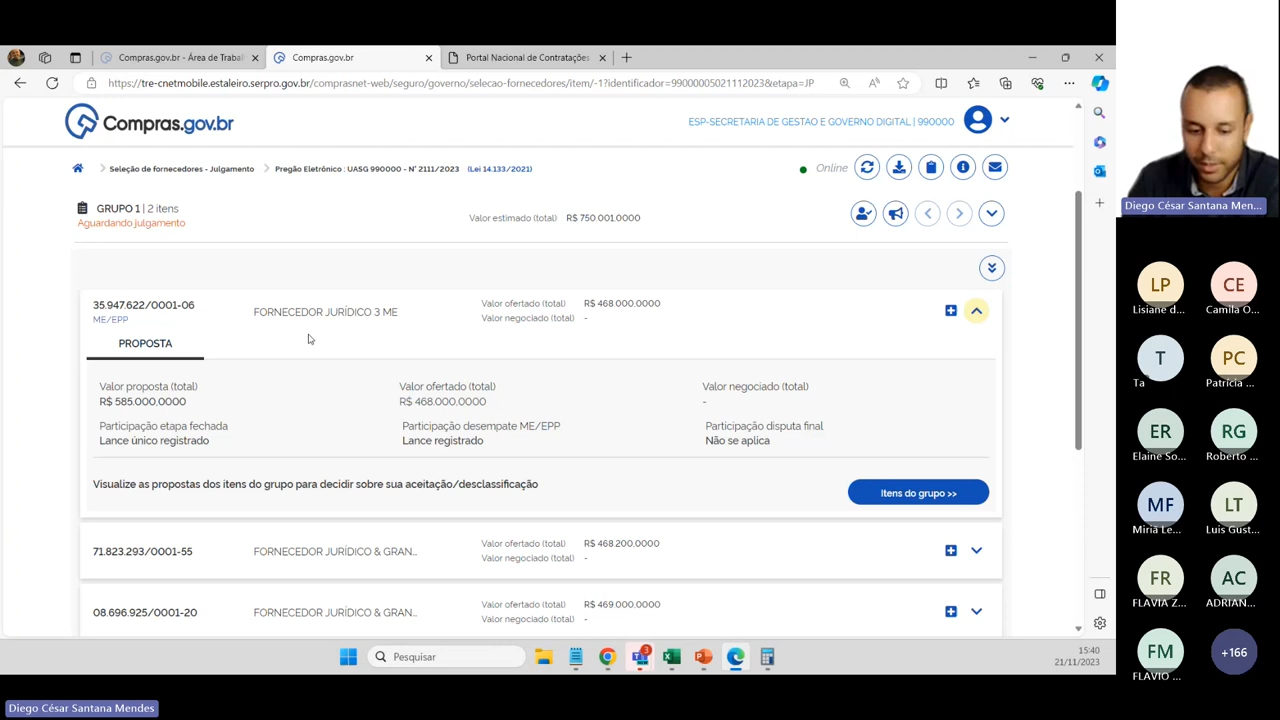 Compras.gov.br - Área de Trabal
Compras.gov.br
Portal Nacional de Contratações
https://tre-cnetmobile.estaleiro.serpro.gov.br/comprasnet-web/seguro/governo/selecao-fornecedores/item/-1?identificador=99000005021112023&etapa=JP
Compras.gov.br
ESP-SECRETARIA DE GESTAO E GOVERNO DIGITAL | 990000
Seleção de fornecedores - Julgamento
Pregão Eletrônico : UASG 990000 - N° 2111/2023 (Lei 14.133/2021)
Online
GRUPO 1 | 2 itens
Aguardando julgamento
Valor estimado (total) R$ 750.001,0000
35.947.622/0001-06
ME/EPP
FORNECEDOR JURÍDICO 3 ME
Valor ofertado (total) R$ 468.000,0000
Valor negociado (total) -
PROPOSTA
Valor proposta (total)
R$ 585.000,0000
Valor ofertado (total)
R$ 468.000,0000
Valor negociado (total)
-
Participação etapa fechada
Lance único registrado
Participação desempate ME/EPP
Lance registrado
Participação disputa final
Não se aplica
Visualize as propostas dos itens do grupo para decidir sobre sua aceitação/desclassificação
Itens do grupo >>
71.823.293/0001-55
FORNECEDOR JURÍDICO & GRAN...
Valor ofertado (total) R$ 468.200,0000
Valor negociado (total) -
08.696.925/0001-20
FORNECEDOR JURÍDICO & GRAN...
Valor ofertado (total) R$ 469.000,0000
Valor negociado (total) -
Pesquisar
3
15:40
21/11/2023
Diego César Santana Mendes
Diego César Santana Men...
LP
Lisiane d...
CE
Camila O...
T
Ta
PC
Patrícia ...
ER
Elaine So...
RG
Roberto ...
MF
Miriã Le...
LT
Luis Gust...
FR
FLAVIA Z...
AC
ADRIAN...
FM
FLAVIO ...
+166